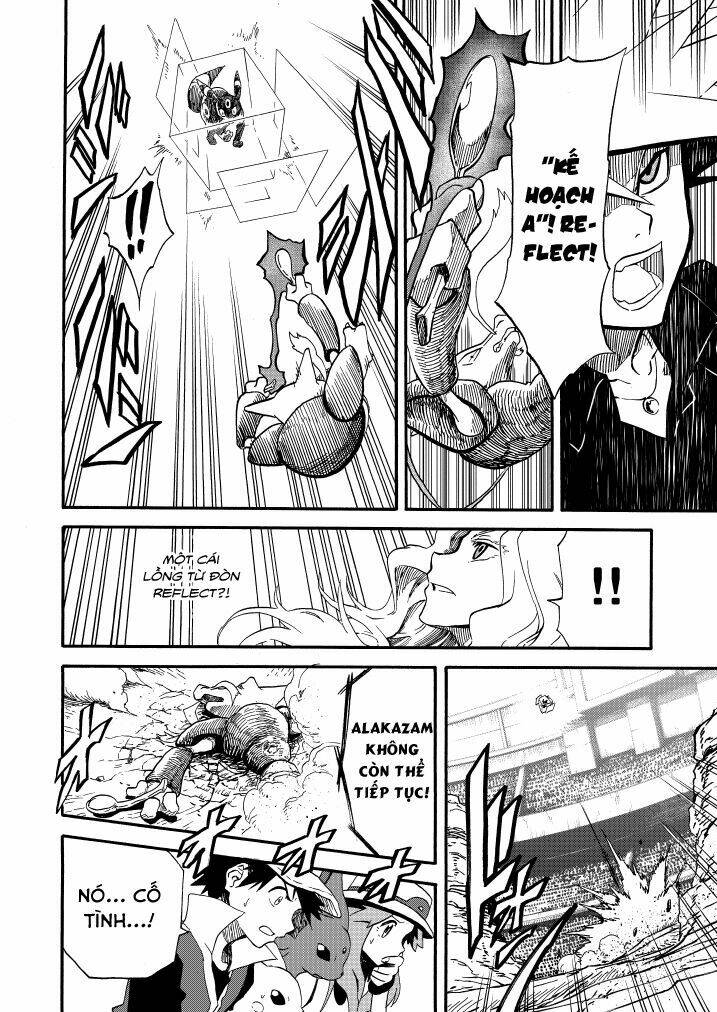 "KẾ
HOẠCH
A"! RE-
FLECT!
!!
MỘT CÁI
LỒNG TỪ ĐÒN
REFLECT?!
!!
ALAKAZAM
KHÔNG
CÒN THỂ
TIẾP TỤC!
NÓ... CỐ
TÌNH...!